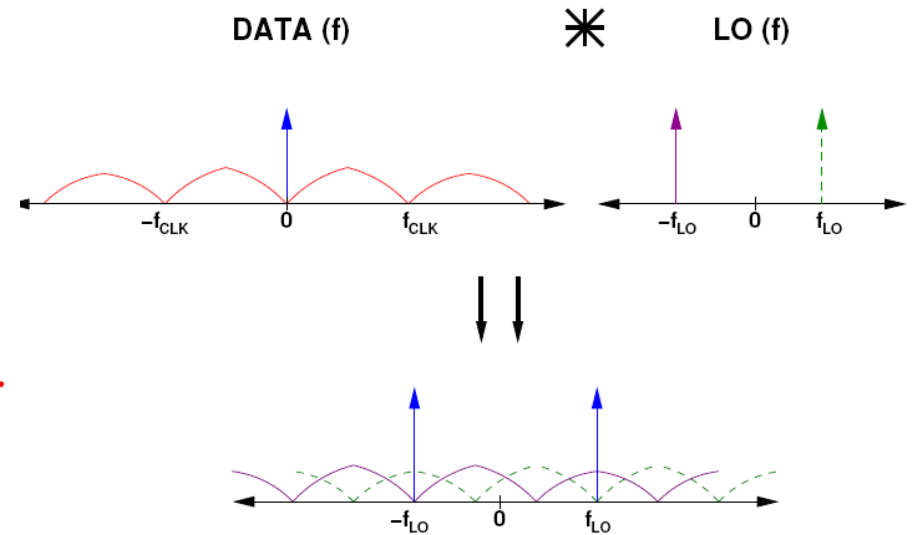 DATA (f) * LO (f)
−fCLK 0 fCLK −fLO 0 fLO
−fLO 0 fLO